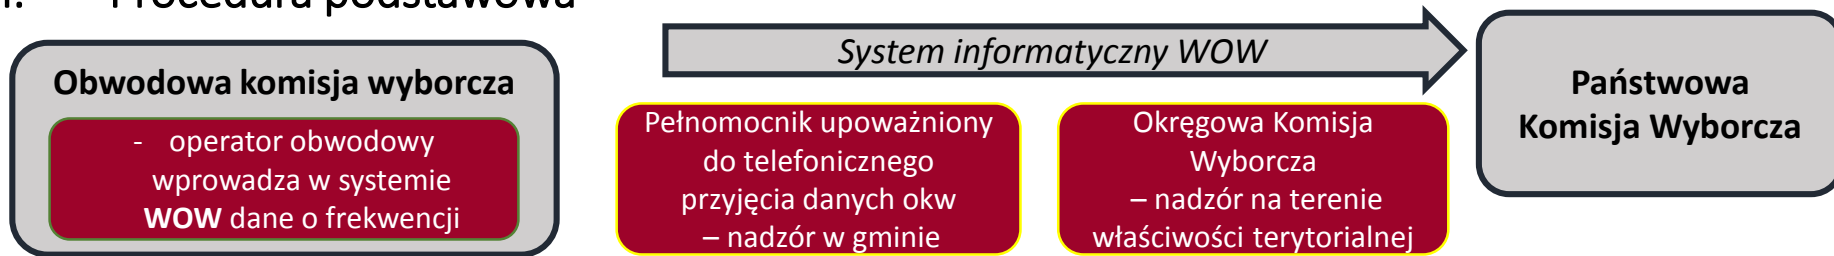 I. Procedura podstawowa
Obwodowa komisja wyborcza
- operator obwodowy
wprowadza w systemie
WOW dane o frekwencji
System informatyczny WOW
Pełnomocnik upoważniony
do telefonicznego
przyjęcia danych okw
– nadzór w gminie
Okręgowa Komisja
Wyborcza
– nadzór na terenie
właściwości terytorialnej
Państwowa
Komisja Wyborcza